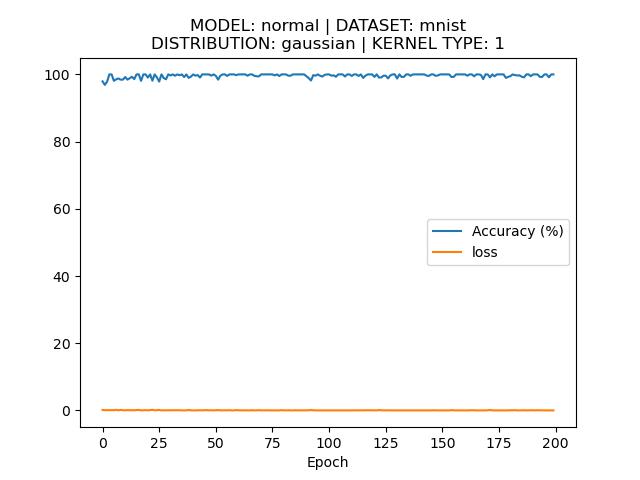 MODEL: normal | DATASET: mnist
DISTRIBUTION: gaussian | KERNEL TYPE: 1
100
80
60
40
20
0
Accuracy (%)
loss
0 25 50 75 100 125 150 175 200
Epoch